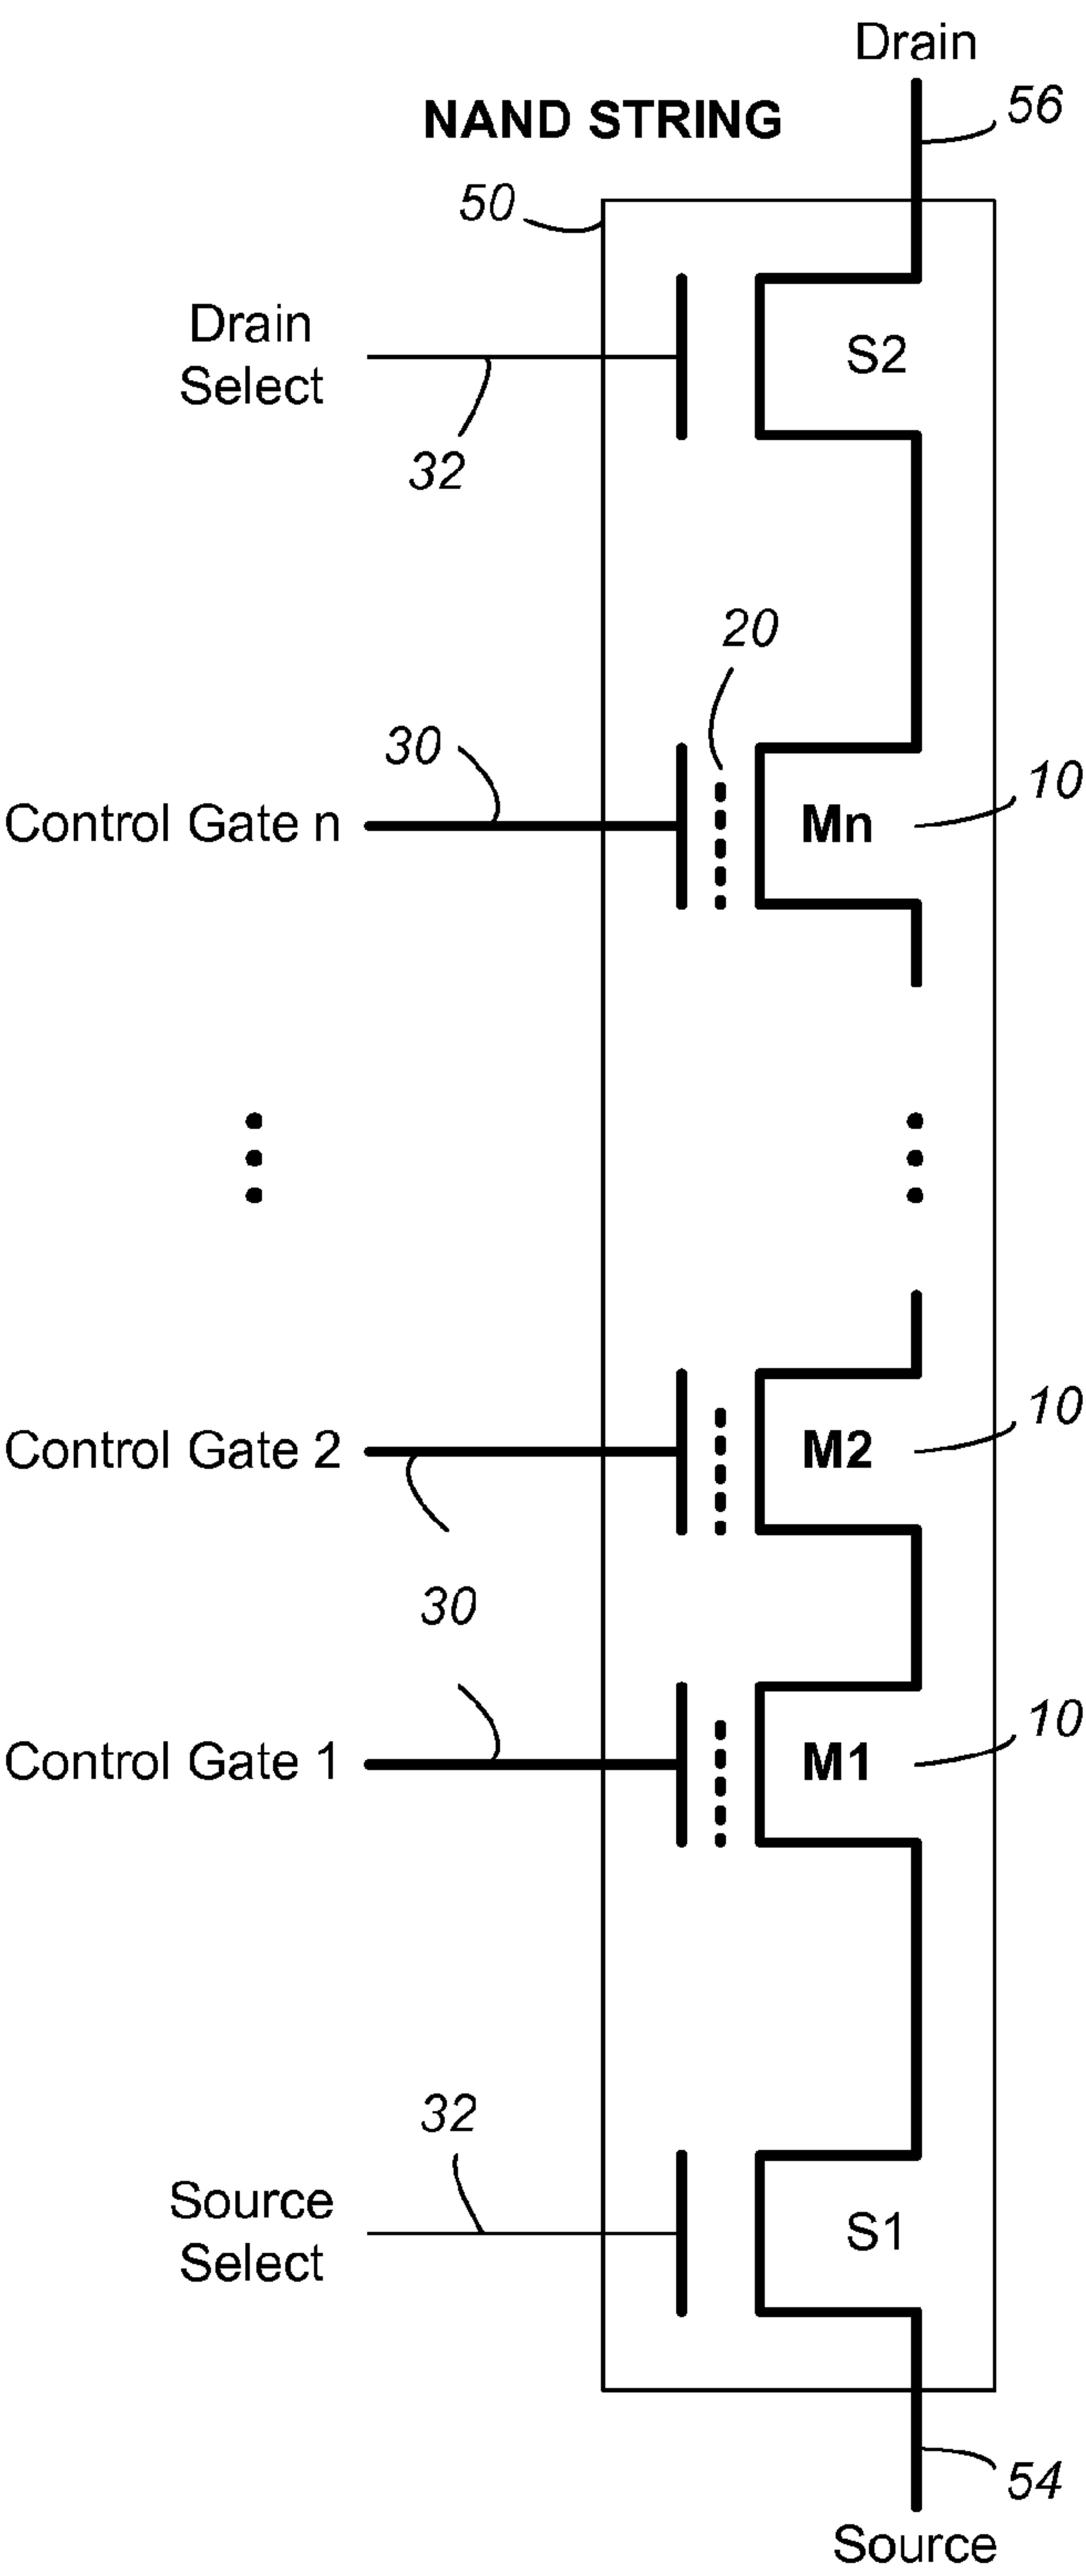 Drain
56
NAND STRING
50
Drain
Select
S2
32
20
30
10
Control Gate n
Mn
10
Control Gate 2
M2
30
10
Control Gate 1
M1
32
Source
Select
S1
54
Source